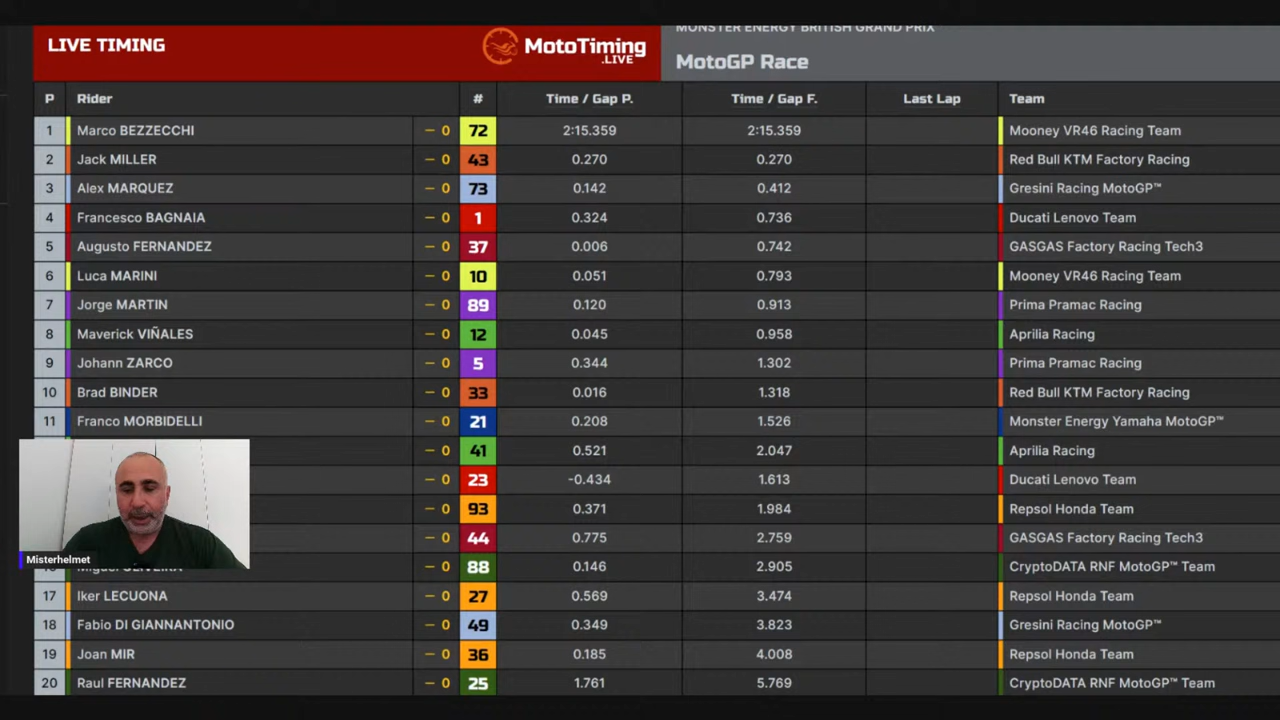 MONSTER ENERGY BRITISH GRAND PRIX
LIVE TIMING MotoTiming .LIVE MotoGP Race
P Rider # Time / Gap P. Time / Gap F. Last Lap Team
1 Marco BEZZECCHI – 0 72 2:15.359 2:15.359 Mooney VR46 Racing Team
2 Jack MILLER – 0 43 0.270 0.270 Red Bull KTM Factory Racing
3 Alex MARQUEZ – 0 73 0.142 0.412 Gresini Racing MotoGP™
4 Francesco BAGNAIA – 0 1 0.324 0.736 Ducati Lenovo Team
5 Augusto FERNANDEZ – 0 37 0.006 0.742 GASGAS Factory Racing Tech3
6 Luca MARINI – 0 10 0.051 0.793 Mooney VR46 Racing Team
7 Jorge MARTIN – 0 89 0.120 0.913 Prima Pramac Racing
8 Maverick VIÑALES – 0 12 0.045 0.958 Aprilia Racing
9 Johann ZARCO – 0 5 0.344 1.302 Prima Pramac Racing
10 Brad BINDER – 0 33 0.016 1.318 Red Bull KTM Factory Racing
11 Franco MORBIDELLI – 0 21 0.208 1.526 Monster Energy Yamaha MotoGP™
– 0 41 0.521 2.047 Aprilia Racing
– 0 23 -0.434 1.613 Ducati Lenovo Team
– 0 93 0.371 1.984 Repsol Honda Team
– 0 44 0.775 2.759 GASGAS Factory Racing Tech3
Misterhelmet
– 0 88 0.146 2.905 CryptoDATA RNF MotoGP™ Team
17 Iker LECUONA – 0 27 0.569 3.474 Repsol Honda Team
18 Fabio DI GIANNANTONIO – 0 49 0.349 3.823 Gresini Racing MotoGP™
19 Joan MIR – 0 36 0.185 4.008 Repsol Honda Team
20 Raul FERNANDEZ – 0 25 1.761 5.769 CryptoDATA RNF MotoGP™ Team